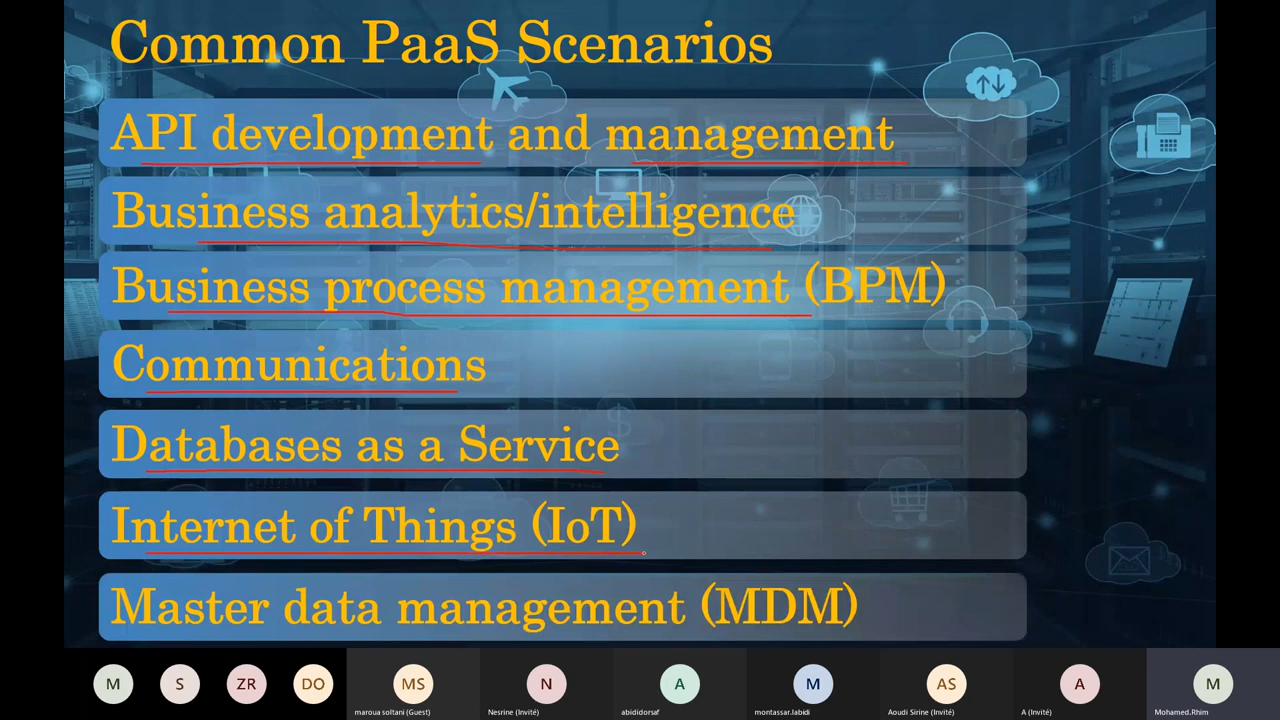 Common PaaS Scenarios
API development and management
Business analytics/intelligence
Business process management (BPM)
Communications
Databases as a Service
Internet of Things (IoT)
Master data management (MDM)
M S ZR DO MS N A M AS A M
maroua soltani (Guest) Nesrine (Invité) abididorsaf montassar.labidi Aoudi Sirine (Invité) A (Invité) Mohamed.Rhim